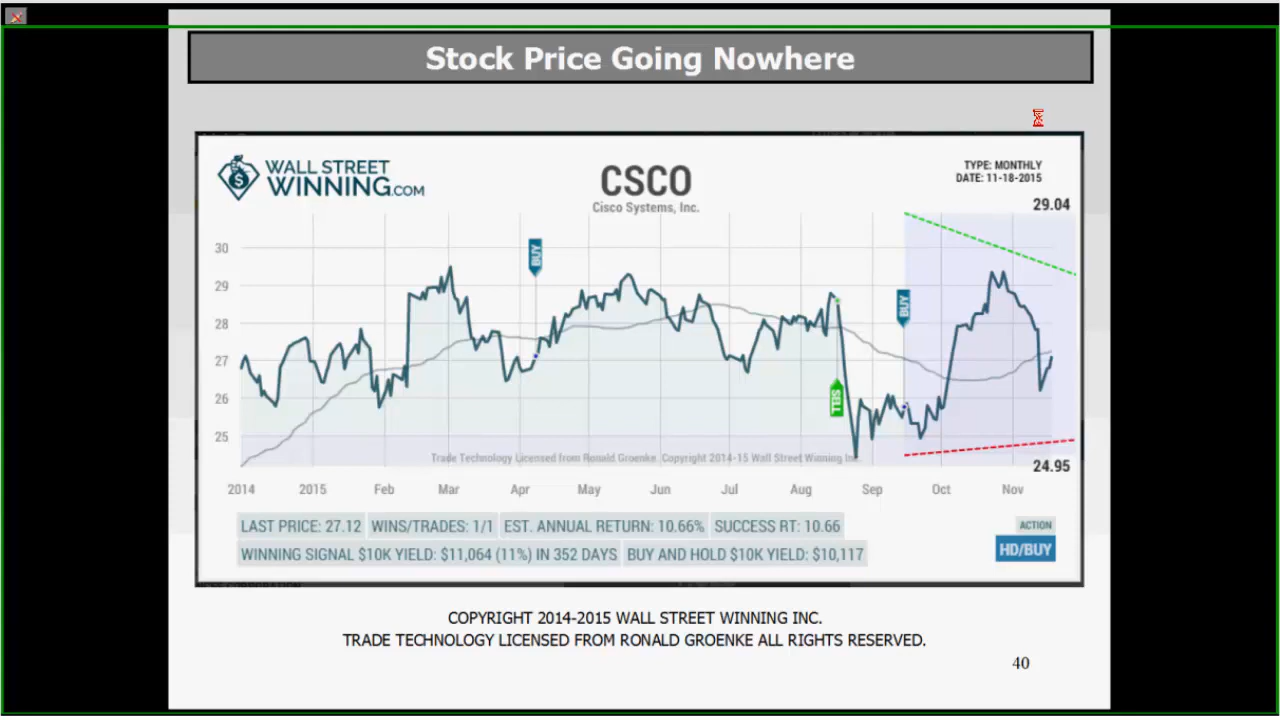 Stock Price Going Nowhere
WALL STREET
WINNING.COM
CSCO
Cisco Systems, Inc.
TYPE: MONTHLY
DATE: 11-18-2015
29.04
30
29
28
27
26
25
BUY
SELL
BUY
Trade Technology Licensed from Ronald Groenke. Copyright 2014-15 Wall Street Winning Inc.
24.95
2014 2015 Feb Mar Apr May Jun Jul Aug Sep Oct Nov
LAST PRICE: 27.12 WINS/TRADES: 1/1 EST. ANNUAL RETURN: 10.66% SUCCESS RT: 10.66
ACTION
WINNING SIGNAL $10K YIELD: $11,064 (11%) IN 352 DAYS BUY AND HOLD $10K YIELD: $10,117
HD/BUY
COPYRIGHT 2014-2015 WALL STREET WINNING INC.
TRADE TECHNOLOGY LICENSED FROM RONALD GROENKE ALL RIGHTS RESERVED.
40